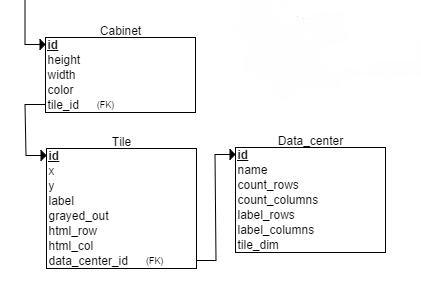 Cabinet
id
height
width
color
tile_id (FK)
Tile
id
x
y
label
grayed_out
html_row
html_col
data_center_id (FK)
Data_center
id
name
count_rows
count_columns
label_rows
label_columns
tile_dim